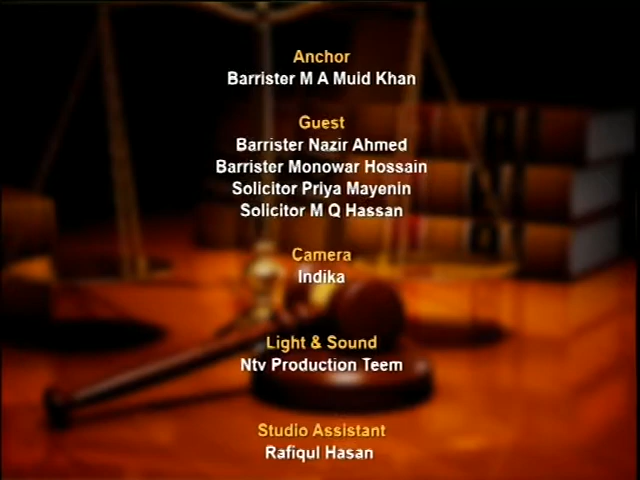 Anchor
Barrister M A Muid Khan
Guest
Barrister Nazir Ahmed
Barrister Monowar Hossain
Solicitor Priya Mayenin
Solicitor M Q Hassan
Camera
Indika
Light & Sound
Ntv Production Teem
Studio Assistant
Rafiqul Hasan